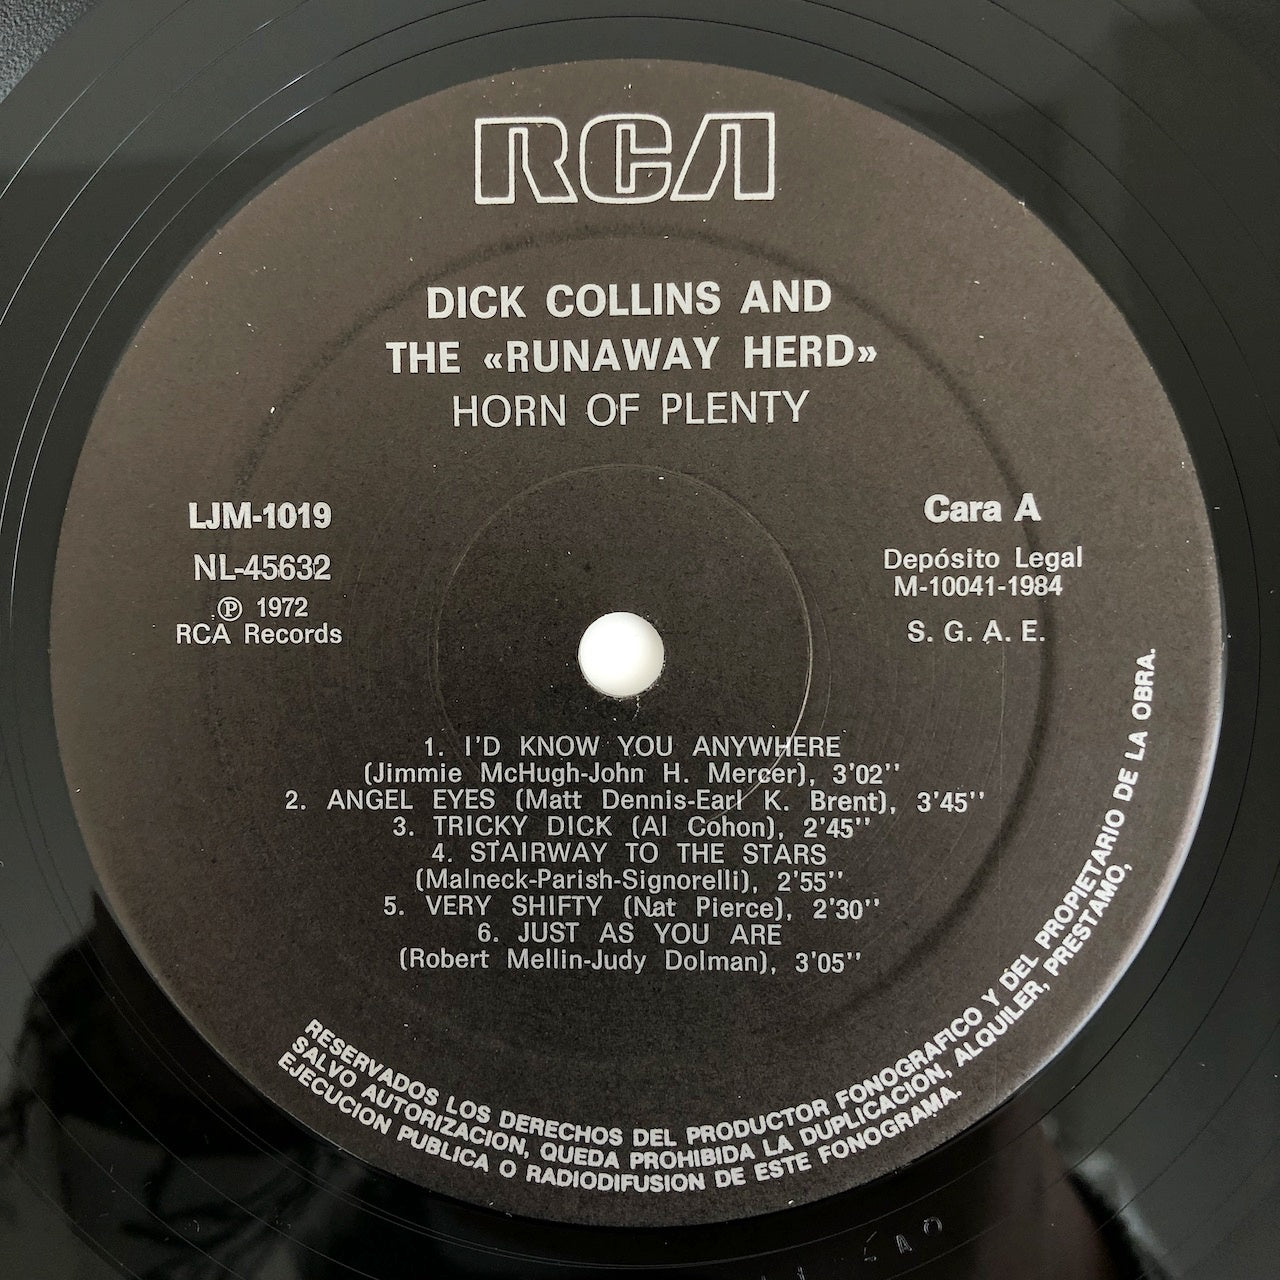 RCA
DICK COLLINS AND
THE «RUNAWAY HERD»
HORN OF PLENTY
LJM-1019
NL-45632
℗ 1972
RCA Records
Cara A
Depósito Legal
M-10041-1984
S. G. A. E.
1. I'D KNOW YOU ANYWHERE
(Jimmie McHugh-John H. Mercer), 3'02''
2. ANGEL EYES (Matt Dennis-Earl K. Brent), 3'45''
3. TRICKY DICK (Al Cohon), 2'45''
4. STAIRWAY TO THE STARS
(Malneck-Parish-Signorelli), 2'55''
5. VERY SHIFTY (Nat Pierce), 2'30''
6. JUST AS YOU ARE
(Robert Mellin-Judy Dolman), 3'05''
RESERVADOS LOS DERECHOS DEL PRODUCTOR FONOGRAFICO Y DEL PROPIETARIO DE LA OBRA.
SALVO AUTORIZACION, QUEDA PROHIBIDA LA DUPLICACION, ALQUILER, PRESTAMO,
EJECUCION PUBLICA O RADIODIFUSION DE ESTE FONOGRAMA.